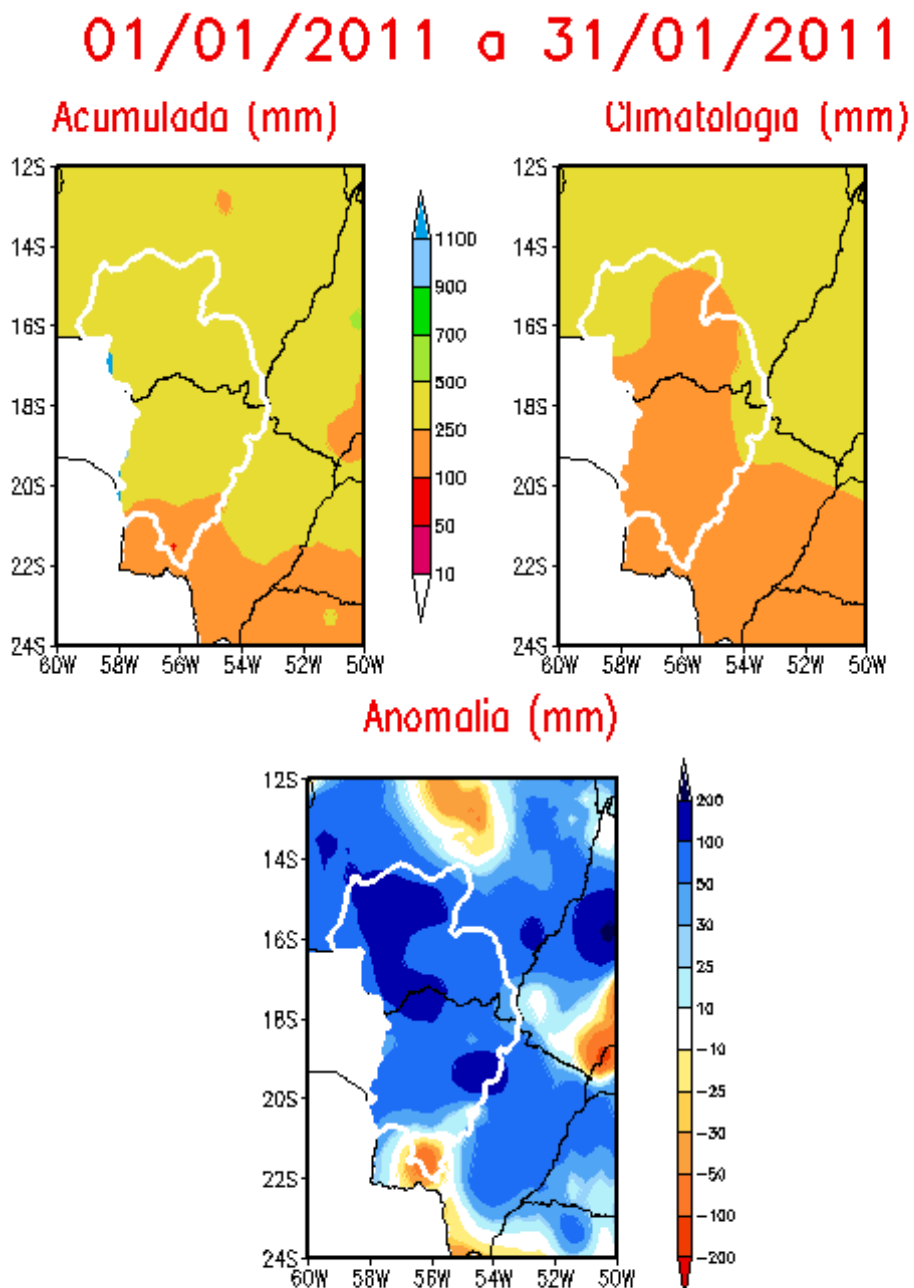 01/01/2011 a 31/01/2011
Acumulada (mm)
Climatologia (mm)
12S
14S
16S
18S
20S
22S
24S
60W 58W 56W 54W 52W 50W
1100
900
700
500
250
100
50
10
12S
14S
16S
18S
20S
22S
24S
60W 58W 56W 54W 52W 50W
Anomalia (mm)
12S
14S
16S
18S
20S
22S
24S
60W 58W 56W 54W 52W 50W
200
100
50
30
25
10
-10
-25
-30
-50
-100
-200